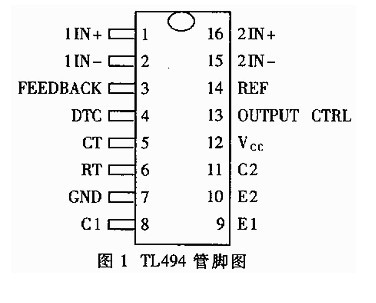 1IN+ 1 16 2IN+
1IN- 2 15 2IN-
FEEDBACK 3 14 REF
DTC 4 13 OUTPUT CTRL
CT 5 12 Vcc
RT 6 11 C2
GND 7 10 E2
C1 8 9 E1
图 1 TL494 管脚图